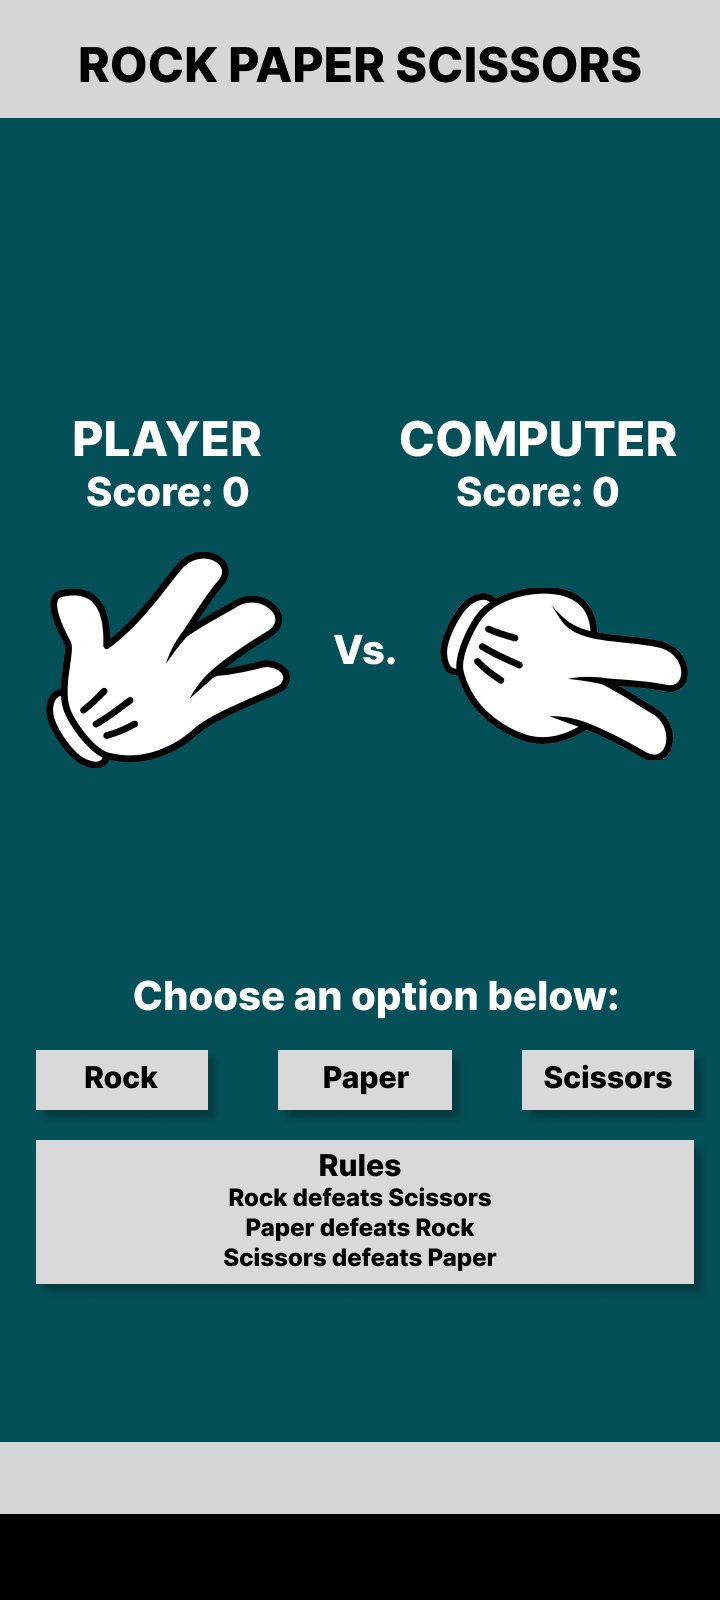 ROCK PAPER SCISSORS
PLAYER
Score: 0
COMPUTER
Score: 0
Vs.
Choose an option below:
Rock
Paper
Scissors
Rules
Rock defeats Scissors
Paper defeats Rock
Scissors defeats Paper